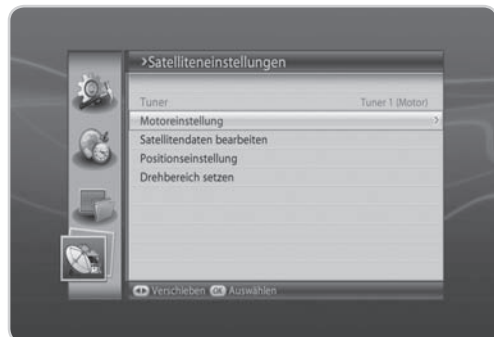 >Satelliteneinstellungen
Tuner Tuner 1 (Motor)
Motoreinstellung >
Satellitendaten bearbeiten
Positionseinstellung
Drehbereich setzen
Verschieben OK Auswählen